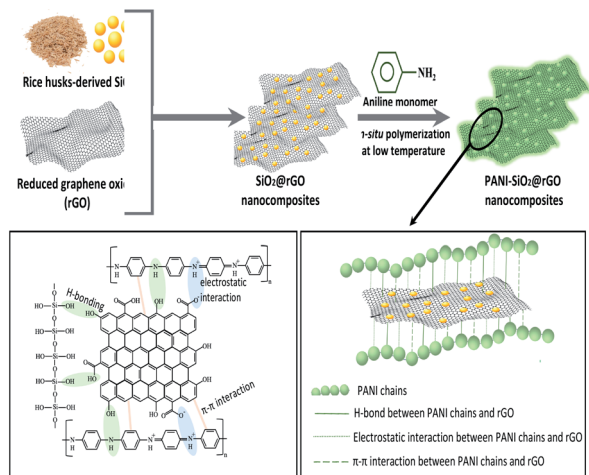 Rice husks-derived Si
Reduced graphene oxi
(rGO)
SiO2@rGO
nanocomposites
NH2
Aniline monomer
-situ polymerization
at low temperature
PANI-SiO2@rGO
nanocomposites
electrostatic
interaction
H-bonding
π-π interaction
PANI chains
H-bond between PANI chains and rGO
Electrostatic interaction between PANI chains and rGO
π-π interaction between PANI chains and rGO